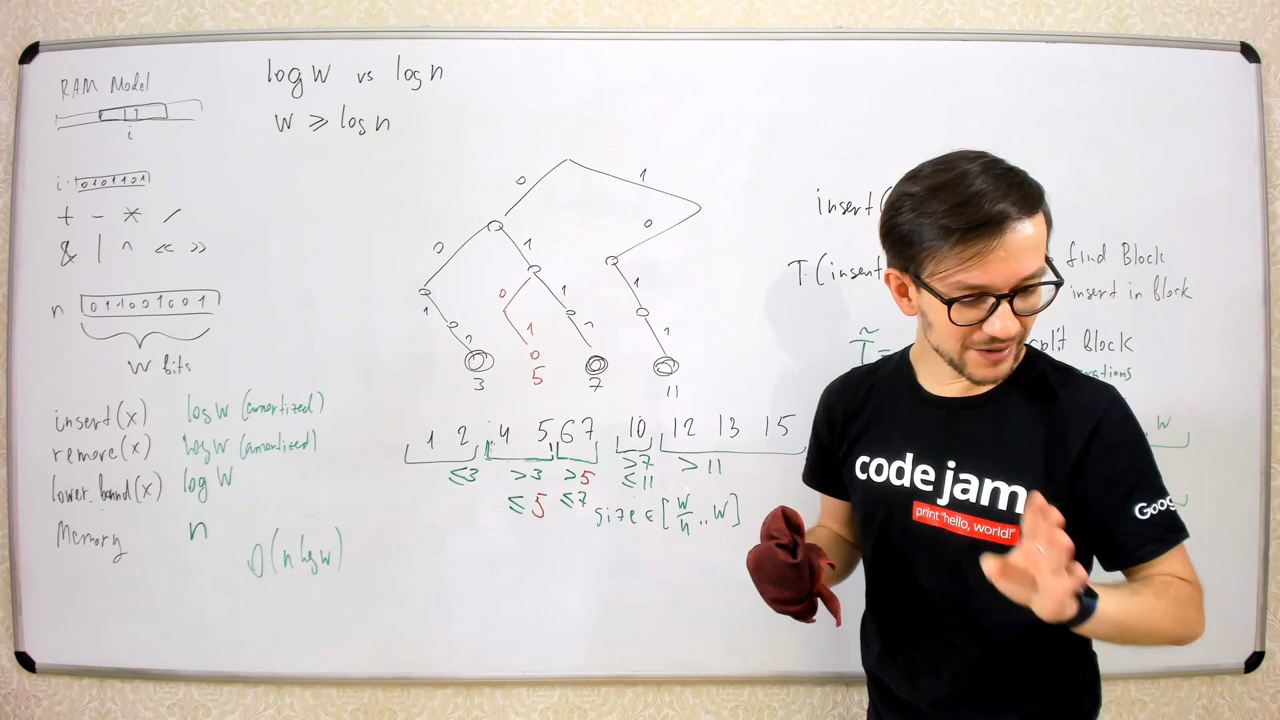 RAM Model
i
i. 0101101
+ - * /
& | ^ << >>
n 011001001
W bits
insert(x) log W (amortized)
remove(x) log W (amortized)
lower_bound(x) log W
Memory n
O(n log W)
log W vs log n
W ⩾ log n
0 1
0 1 0
1 0 1 1
1 1 1 1
0
3 5 7 11
1 2 4 5 6 7 10 12 13 15
≤3 >3 >5 >7 >11
≤5 ≤7 ≤11
size ∈ [W/4 .. W]
insert(
T(insert
find Block
insert in Block
T̃ =
split Block
W
code jam
print "hello, world!"
Goog